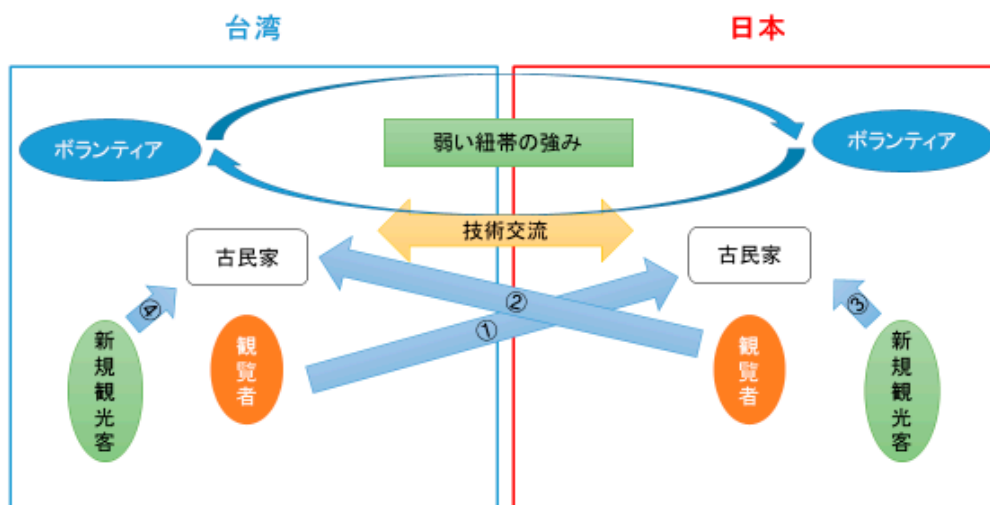 台湾
日本
ボランティア
弱い紐帯の強み
ボランティア
技術交流
古民家
古民家
④
②
①
③
新規観光客
観覧者
観覧者
新規観光客